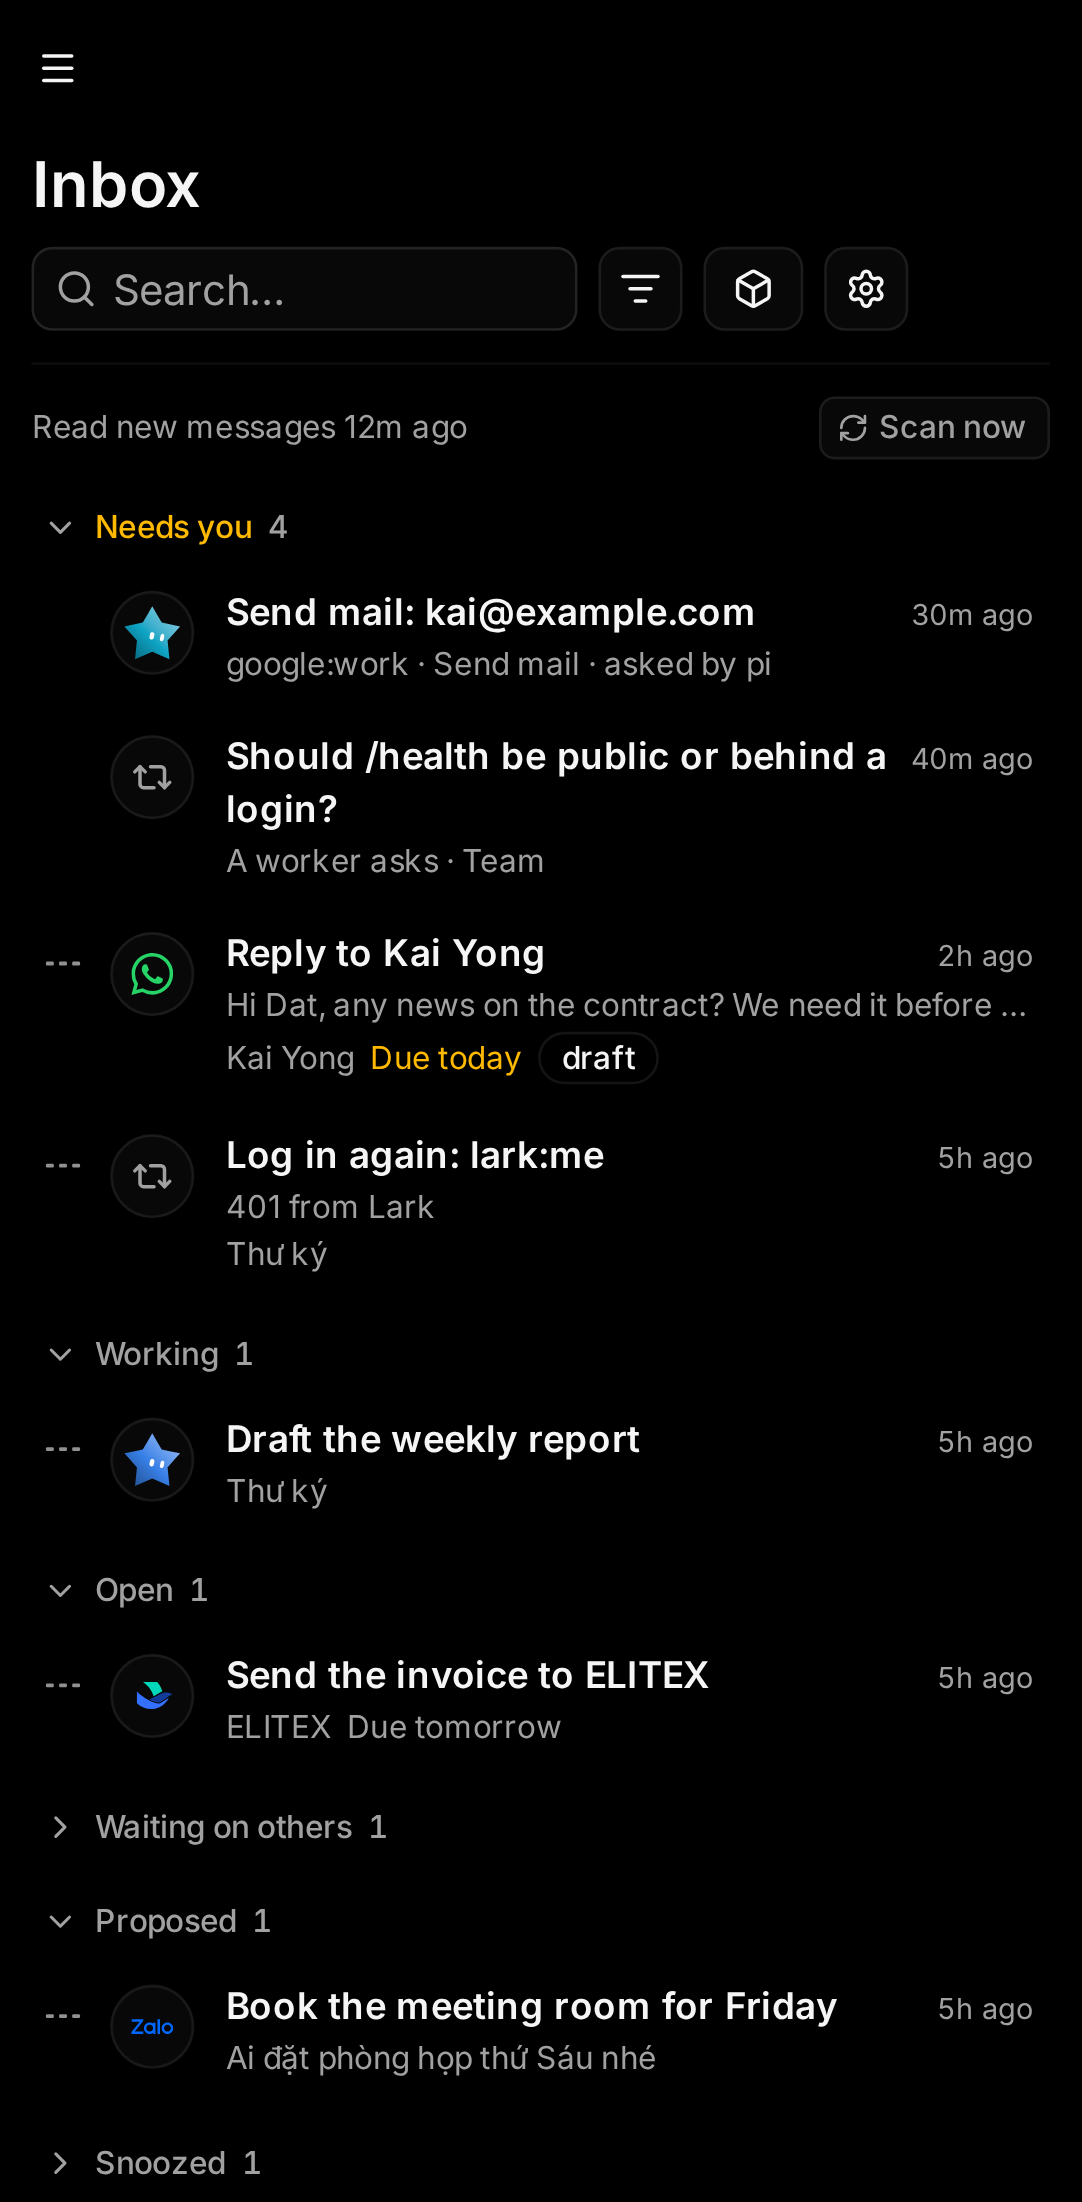 Inbox
Search...
Read new messages 12m ago
Scan now
Needs you 4
Send mail: kai@example.com
30m ago
google:work · Send mail · asked by pi
Should /health be public or behind a
40m ago
login?
A worker asks · Team
Reply to Kai Yong
2h ago
Hi Dat, any news on the contract? We need it before ...
Kai Yong Due today draft
Log in again: lark:me
5h ago
401 from Lark
Thư ký
Working 1
Draft the weekly report
5h ago
Thư ký
Open 1
Send the invoice to ELITEX
5h ago
ELITEX Due tomorrow
Waiting on others 1
Proposed 1
Zalo
Book the meeting room for Friday
5h ago
Ai đặt phòng họp thứ Sáu nhé
Snoozed 1